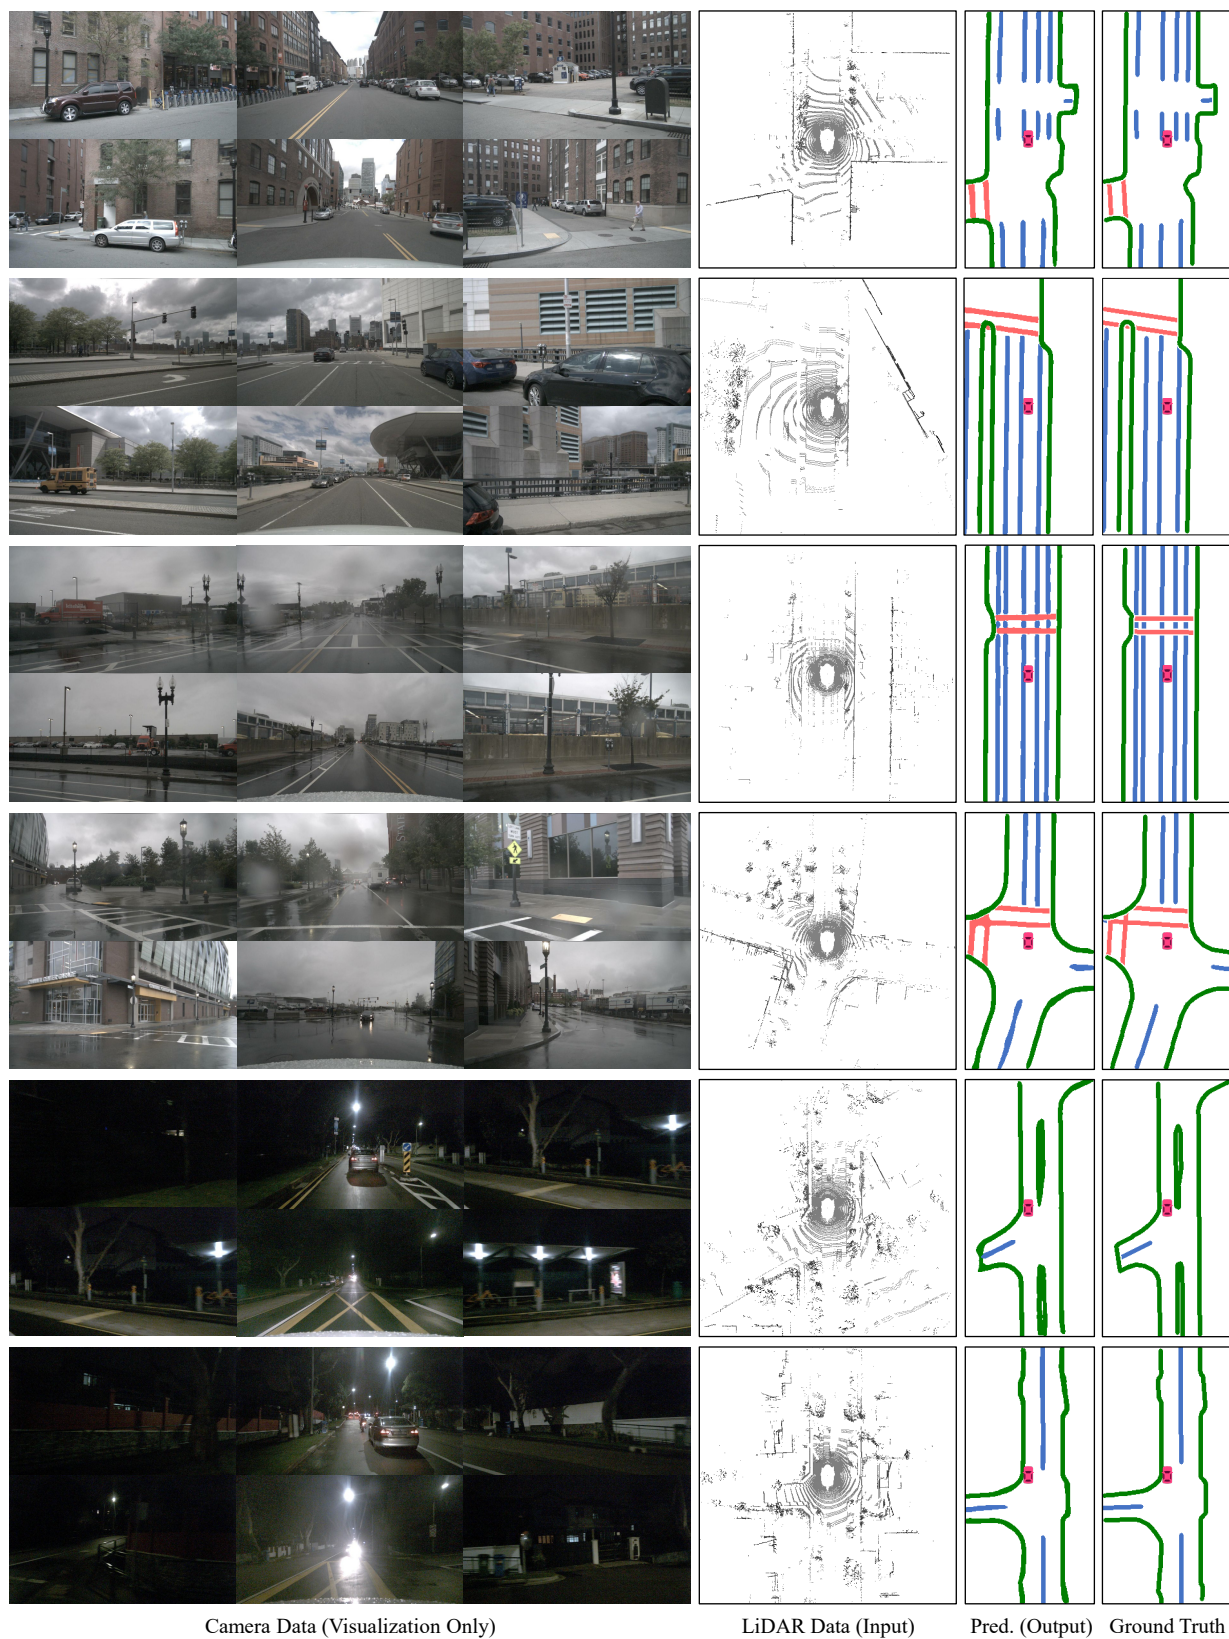 Camera Data (Visualization Only)
LiDAR Data (Input)
Pred. (Output)
Ground Truth